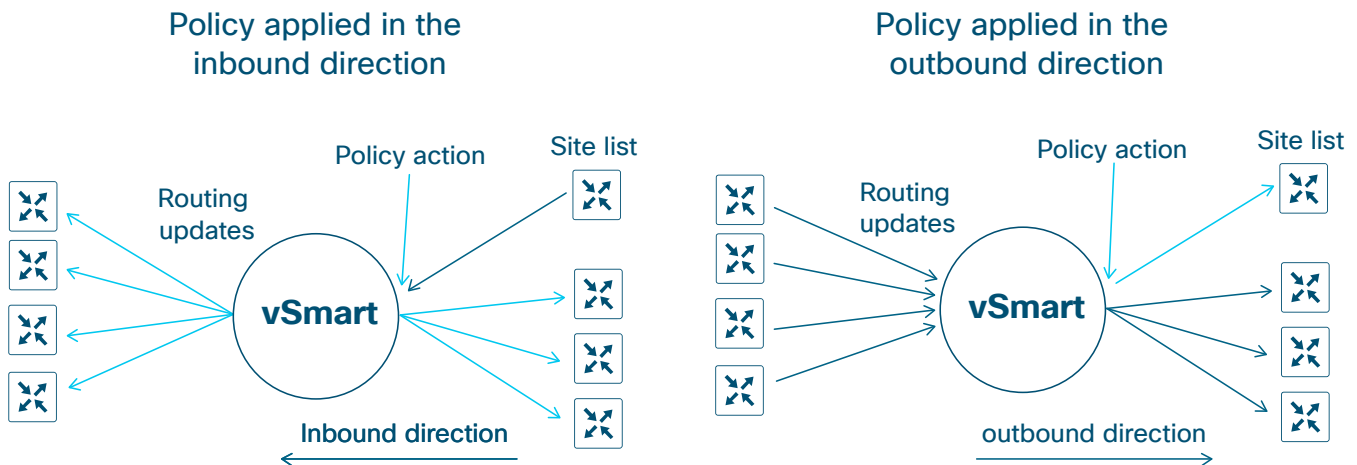 Policy applied in the
inbound direction
Policy action
Site list
Routing
updates
vSmart
Inbound direction
Policy applied in the
outbound direction
Policy action
Site list
Routing
updates
vSmart
outbound direction